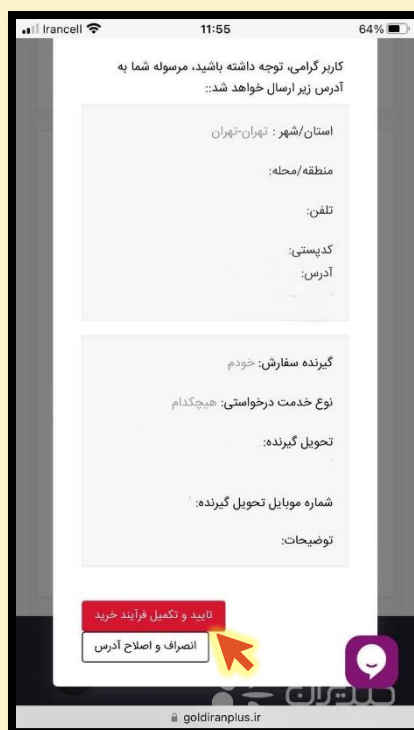 Irancell 11:55 64%
کاربر گرامی، توجه داشته باشید، مرسوله شما به
آدرس زیر ارسال خواهد شد::
استان/شهر : تهران-تهران
منطقه/محله:
تلفن:
کدپستی:
آدرس:
گیرنده سفارش: خودم
نوع خدمت درخواستی: هیچکدام
تحویل گیرنده:
شماره موبایل تحویل گیرنده:
توضیحات:
تایید و تکمیل فرآیند خرید
انصراف و اصلاح آدرس
goldiranplus.ir